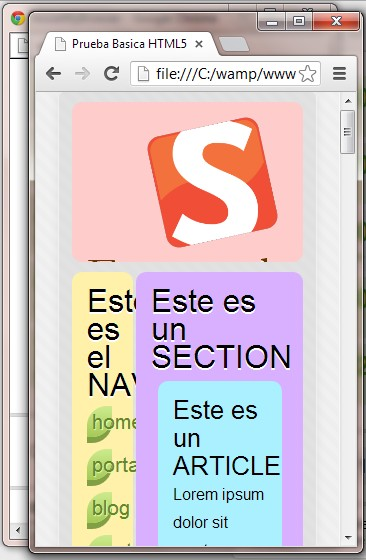 Prueba Basica HTML5
file:///C:/wamp/www
S
Este
es
el
NAV
home
porta
blog
Este es
un
SECTION
Este es
un
ARTICLE
Lorem ipsum
dolor sit